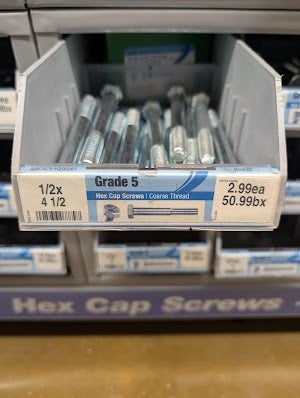 Grade 5
1/2x
4 1/2
Hex Cap Screws | Coarse Thread
2.99ea
50.99bx
Hex Cap Screws